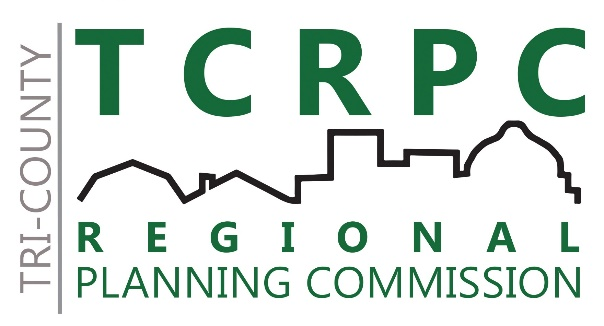 TRI-COUNTY
TCRPC
REGIONAL
PLANNING COMMISSION